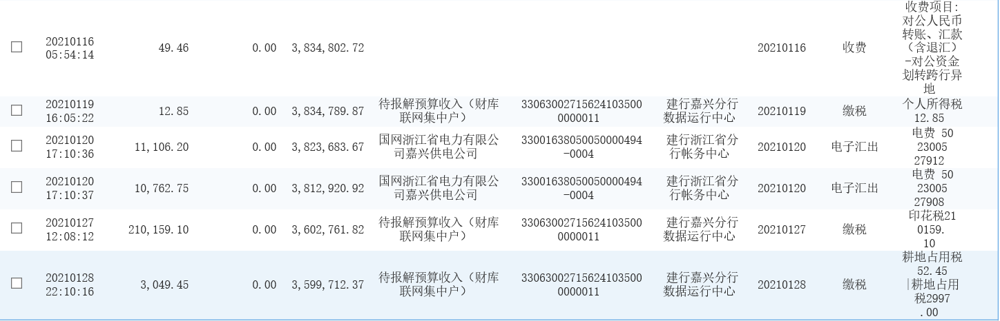 收费项目:
对公人民币
转账、汇款
（含退汇）
-对公资金
划转跨行异
地
20210116
05:54:14
49.46
0.00
3,834,802.72
20210116
收费
20210119
16:05:22
12.85
0.00
3,834,789.87
待报解预算收入（财库
联网集中户）
33063002715624103500
0000011
建行嘉兴分行
数据运行中心
20210119
缴税
个人所得税
12.85
20210120
17:10:36
11,106.20
0.00
3,823,683.67
国网浙江省电力有限公
司嘉兴供电公司
33001638050050000494
-0004
建行浙江省分
行帐务中心
20210120
电子汇出
电费 50
23005
27912
20210120
17:10:37
10,762.75
0.00
3,812,920.92
国网浙江省电力有限公
司嘉兴供电公司
33001638050050000494
-0004
建行浙江省分
行帐务中心
20210120
电子汇出
电费 50
23005
27908
20210127
12:08:12
210,159.10
0.00
3,602,761.82
待报解预算收入（财库
联网集中户）
33063002715624103500
0000011
建行嘉兴分行
数据运行中心
20210127
缴税
印花税21
0159.
10
20210128
22:10:16
3,049.45
0.00
3,599,712.37
待报解预算收入（财库
联网集中户）
33063002715624103500
0000011
建行嘉兴分行
数据运行中心
20210128
缴税
耕地占用税
52.45
|耕地占用
税2997
.00